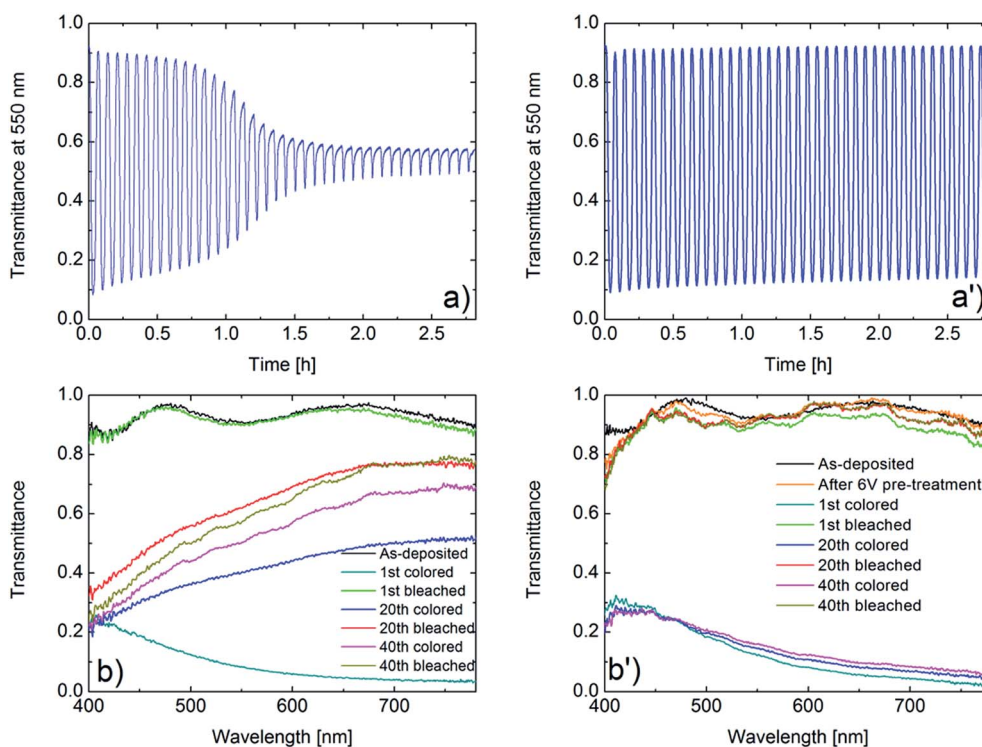 Transmittance at 550 nm
1.0
0.8
0.6
0.4
0.2
0.0
a)
0.0 0.5 1.0 1.5 2.0 2.5
Time [h]
Transmittance at 550 nm
1.0
0.8
0.6
0.4
0.2
0.0
a')
0.0 0.5 1.0 1.5 2.0 2.5
Time [h]
Transmittance
1.0
0.8
0.6
0.4
0.2
0.0
As-deposited
1st colored
1st bleached
20th colored
20th bleached
40th colored
40th bleached
b)
400 500 600 700
Wavelength [nm]
Transmittance
1.0
0.8
0.6
0.4
0.2
0.0
As-deposited
After 6V pre-treatment
1st colored
1st bleached
20th colored
20th bleached
40th colored
40th bleached
b')
400 500 600 700
Wavelength [nm]